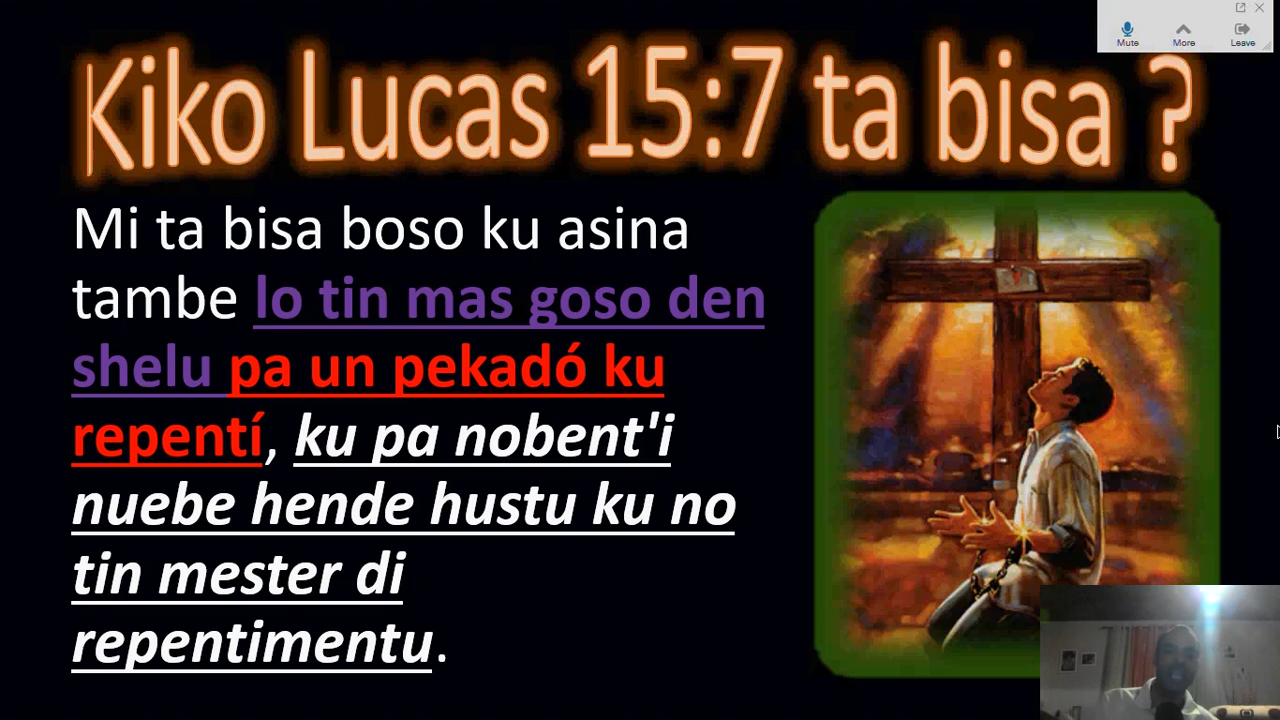 Mute More Leave
Kiko Lucas 15:7 ta bisa ?
Mi ta bisa boso ku asina
tambe lo tin mas goso den
shelu pa un pekadó ku
repentí, ku pa nobent'i
nuebe hende hustu ku no
tin mester di
repentimentu.